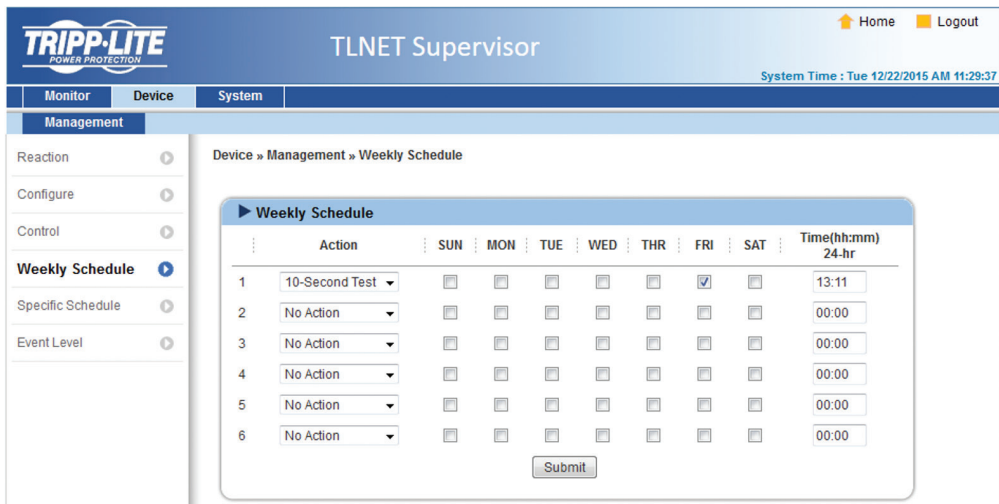 TRIPP·LITE
POWER PROTECTION
TLNET Supervisor
Home
Logout
System Time : Tue 12/22/2015 AM 11:29:37
Monitor Device System
Management
Reaction
Configure
Control
Weekly Schedule
Specific Schedule
Event Level
Device » Management » Weekly Schedule
Weekly Schedule
Action SUN MON TUE WED THR FRI SAT Time(hh:mm) 24-hr
1 10-Second Test 13:11
2 No Action 00:00
3 No Action 00:00
4 No Action 00:00
5 No Action 00:00
6 No Action 00:00
Submit